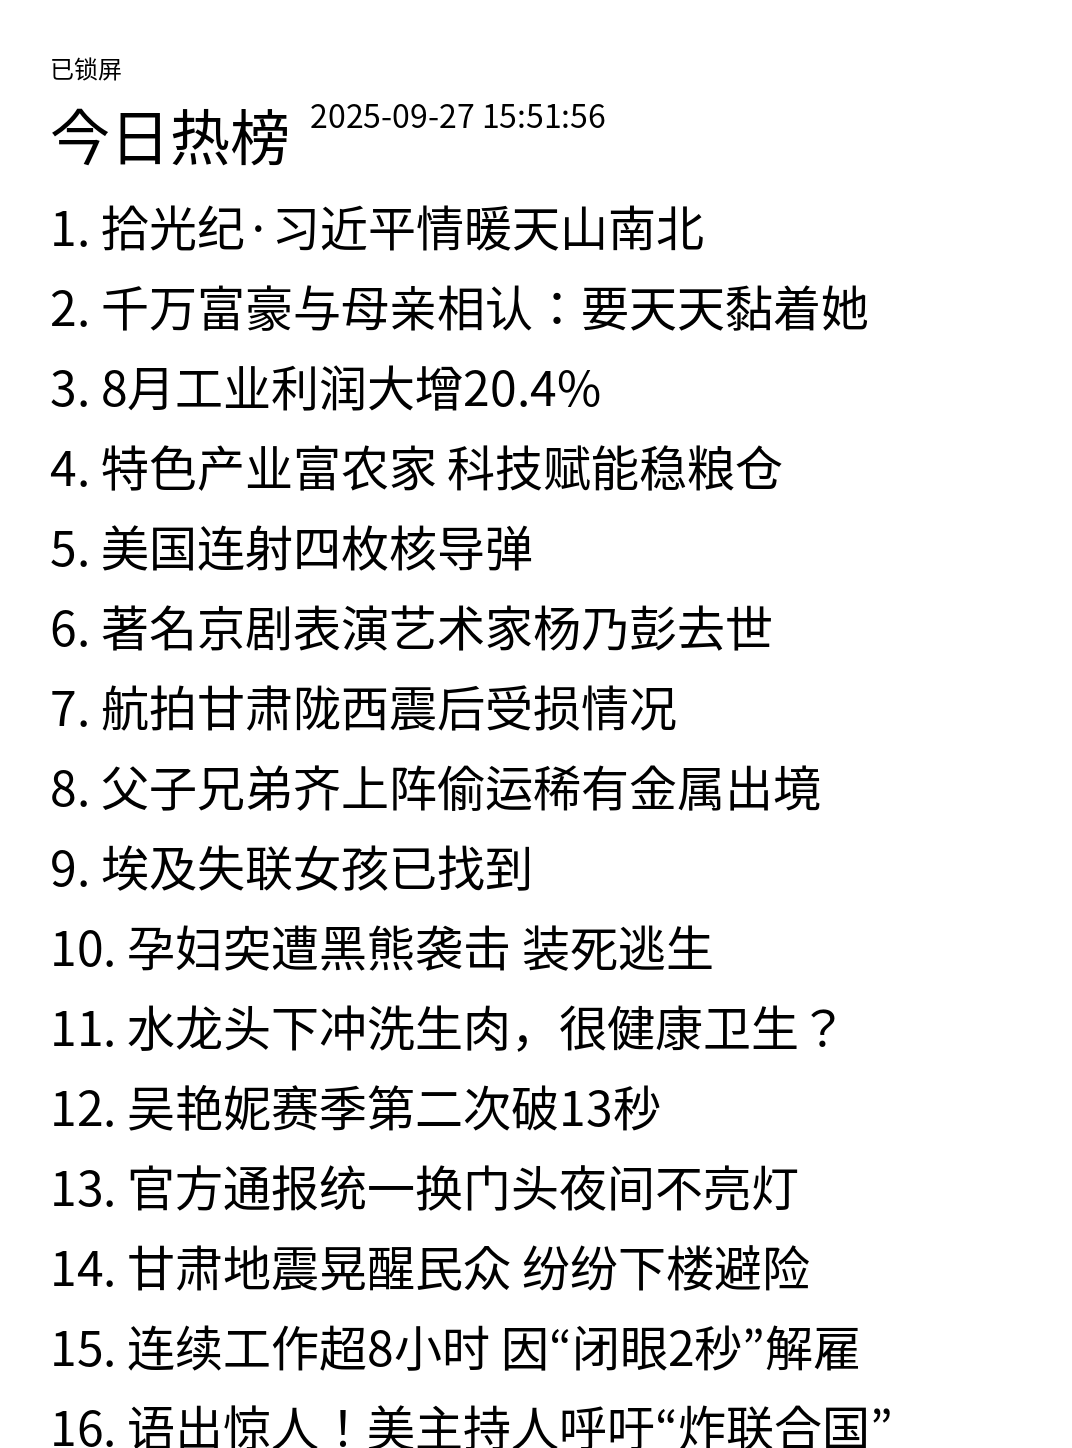 已锁屏
今日热榜 2025-09-27 15:51:56
1. 拾光纪·习近平情暖天山南北
2. 千万富豪与母亲相认：要天天黏着她
3. 8月工业利润大增20.4%
4. 特色产业富农家 科技赋能稳粮仓
5. 美国连射四枚核导弹
6. 著名京剧表演艺术家杨乃彭去世
7. 航拍甘肃陇西震后受损情况
8. 父子兄弟齐上阵偷运稀有金属出境
9. 埃及失联女孩已找到
10. 孕妇突遭黑熊袭击 装死逃生
11. 水龙头下冲洗生肉，很健康卫生？
12. 吴艳妮赛季第二次破13秒
13. 官方通报统一换门头夜间不亮灯
14. 甘肃地震晃醒民众 纷纷下楼避险
15. 连续工作超8小时 因“闭眼2秒”解雇
16. 语出惊人！美主持人呼吁“炸联合国”